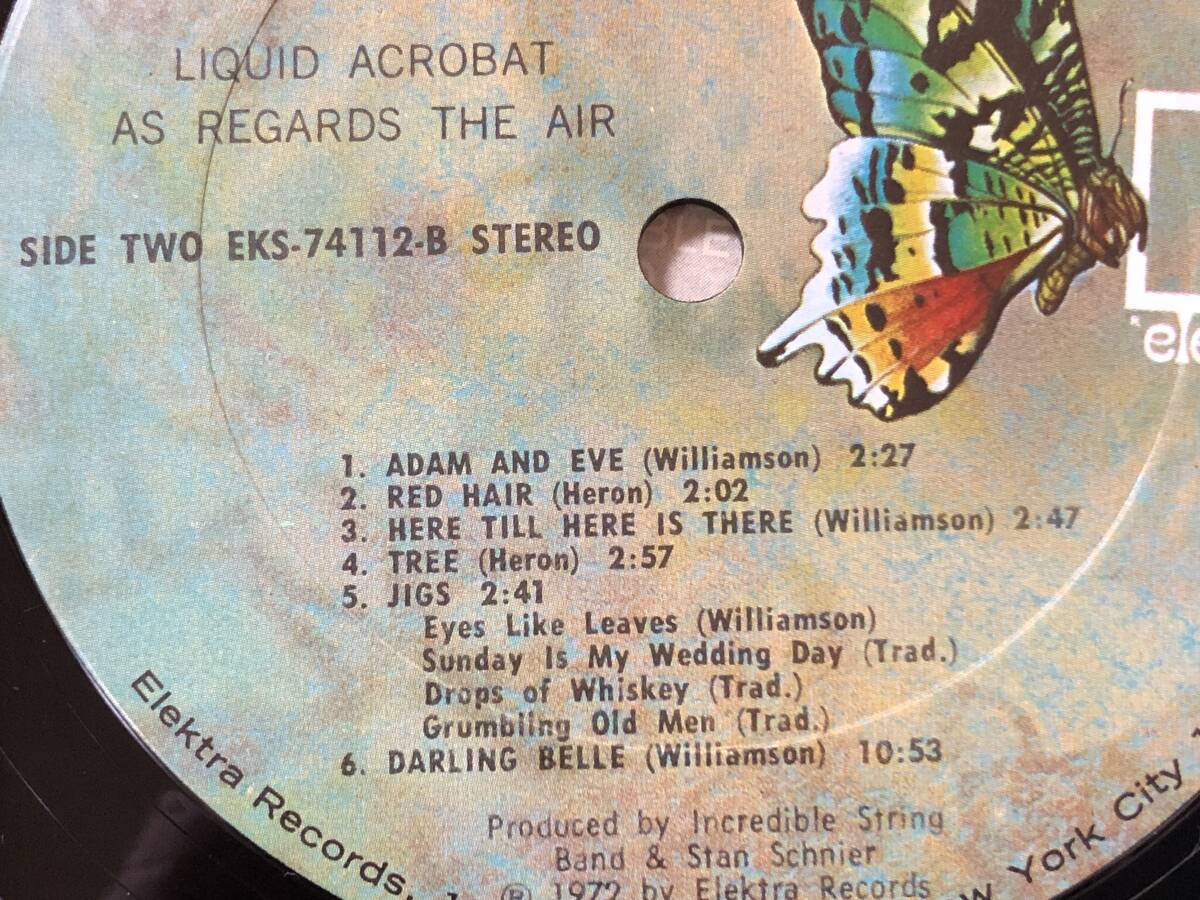 LIQUID ACROBAT
AS REGARDS THE AIR
SIDE TWO EKS-74112-B STEREO
1. ADAM AND EVE (Williamson) 2:27
2. RED HAIR (Heron) 2:02
3. HERE TILL HERE IS THERE (Williamson) 2:47
4. TREE (Heron) 2:57
5. JIGS 2:41
Eyes Like Leaves (Williamson)
Sunday Is My Wedding Day (Trad.)
Drops of Whiskey (Trad.)
Grumbling Old Men (Trad.)
6. DARLING BELLE (Williamson) 10:53
Produced by Incredible String
Band & Stan Schnier
℗ 1972 by Elektra Records
Elektra Records,
York City